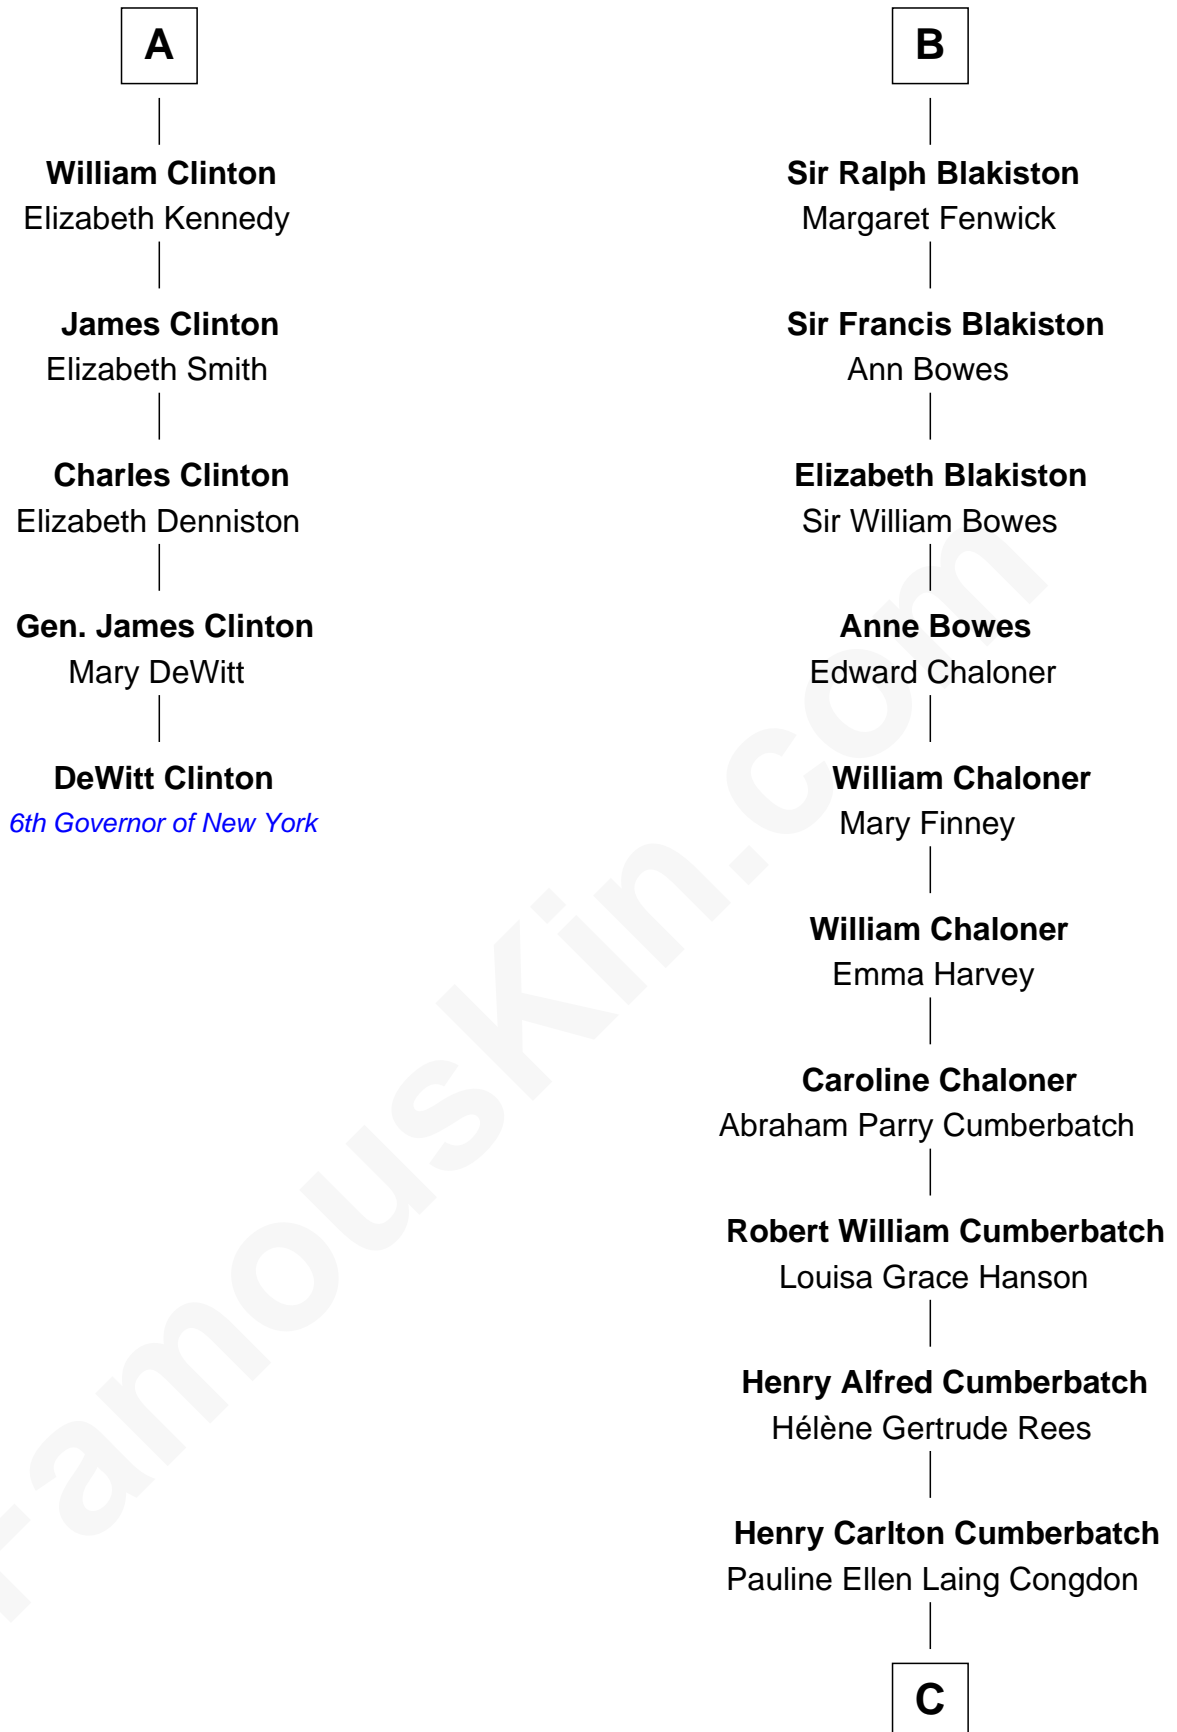 A
William Clinton
Elizabeth Kennedy
James Clinton
Elizabeth Smith
Charles Clinton
Elizabeth Denniston
Gen. James Clinton
Mary DeWitt
DeWitt Clinton
6th Governor of New York
B
Sir Ralph Blakiston
Margaret Fenwick
Sir Francis Blakiston
Ann Bowes
Elizabeth Blakiston
Sir William Bowes
Anne Bowes
Edward Chaloner
William Chaloner
Mary Finney
William Chaloner
Emma Harvey
Caroline Chaloner
Abraham Parry Cumberbatch
Robert William Cumberbatch
Louisa Grace Hanson
Henry Alfred Cumberbatch
Hélène Gertrude Rees
Henry Carlton Cumberbatch
Pauline Ellen Laing Congdon
C
FamousKin.com